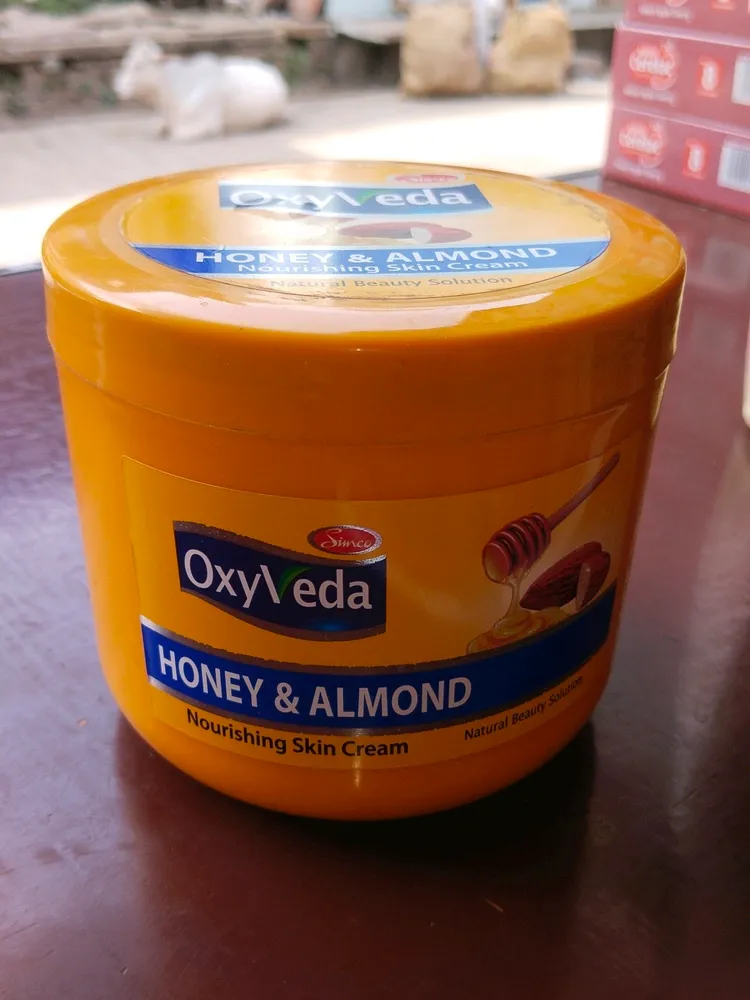 Simco
OxyVeda
HONEY & ALMOND
Nourishing Skin Cream
Natural Beauty Solution
Simco
OxyVeda
HONEY & ALMOND
Nourishing Skin Cream
Natural Beauty Solution